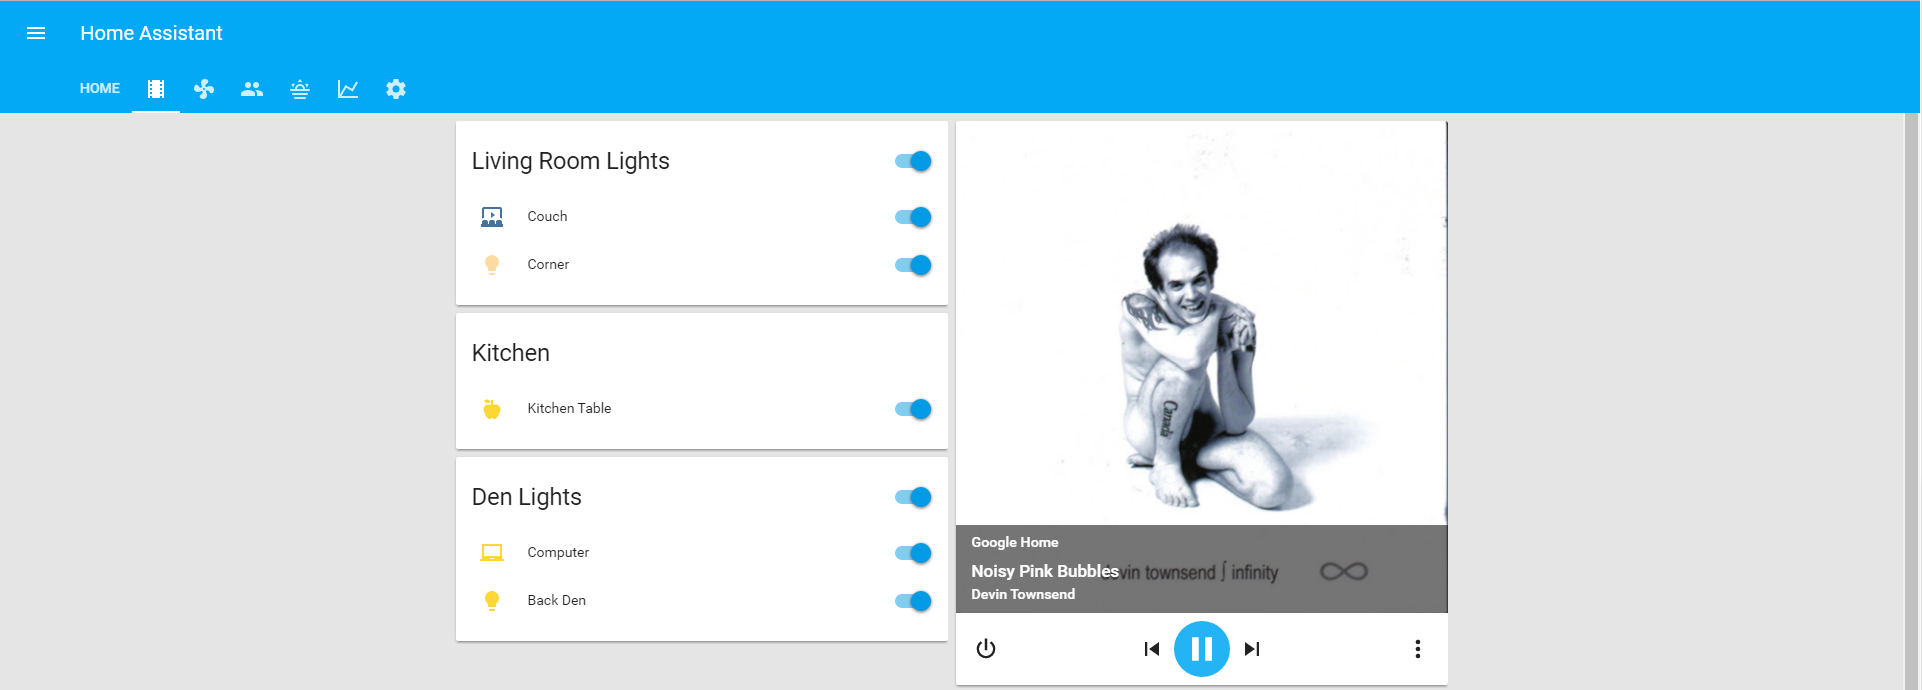 Home Assistant
HOME
Living Room Lights
Couch
Corner
Kitchen
Kitchen Table
Den Lights
Computer
Back Den
Canada
Google Home
Noisy Pink Bubbles
devin townsend ∫ infinity ∞
Devin Townsend